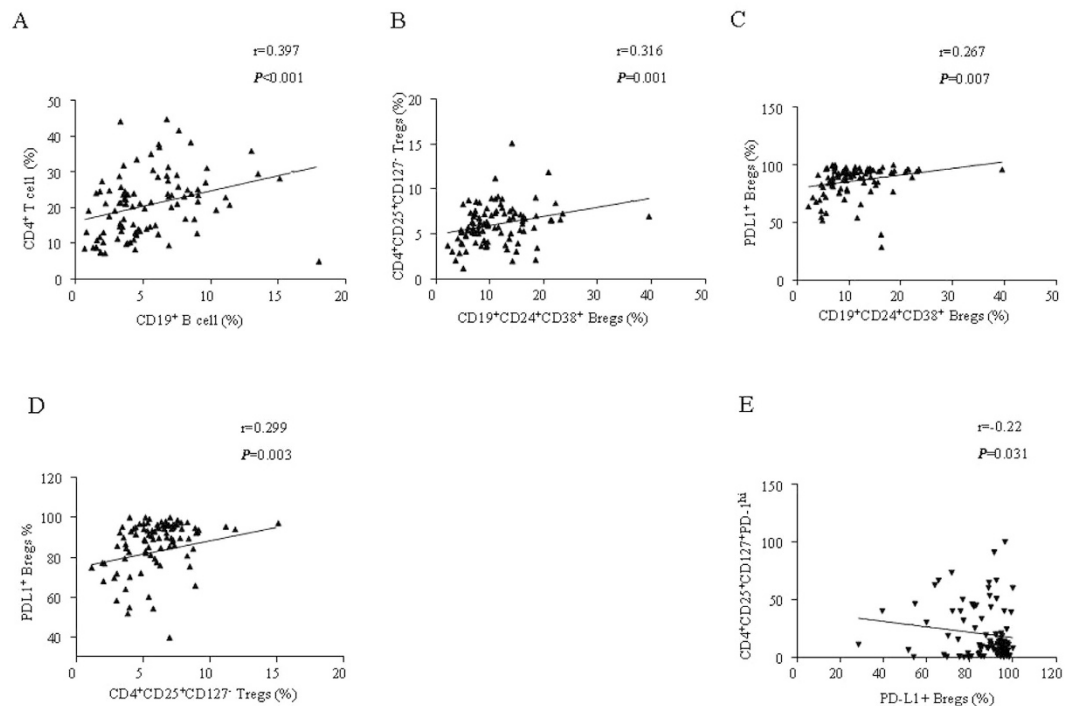 A
r=0.397
P<0.001
50
40
30
20
10
0
CD4⁺ T cell (%)
0 5 10 15 20
CD19⁺ B cell (%)
B
r=0.316
P=0.001
20
15
10
5
0
CD4⁺CD25⁺CD127⁻ Tregs (%)
0 10 20 30 40 50
CD19⁺CD24⁺CD38⁺ Bregs (%)
C
r=0.267
P=0.007
150
100
50
0
PDL1⁺ Bregs (%)
0 10 20 30 40 50
CD19⁺CD24⁺CD38⁺ Bregs (%)
D
r=0.299
P=0.003
120
100
80
60
40
PDL1⁺ Bregs %
0 5 10 15 20
CD4⁺CD25⁺CD127⁻ Tregs (%)
E
r=-0.22
P=0.031
150
100
50
0
CD4⁺CD25⁺CD127⁺PD-1ʰⁱ
0 20 40 60 80 100 120
PD-L1+ Bregs (%)